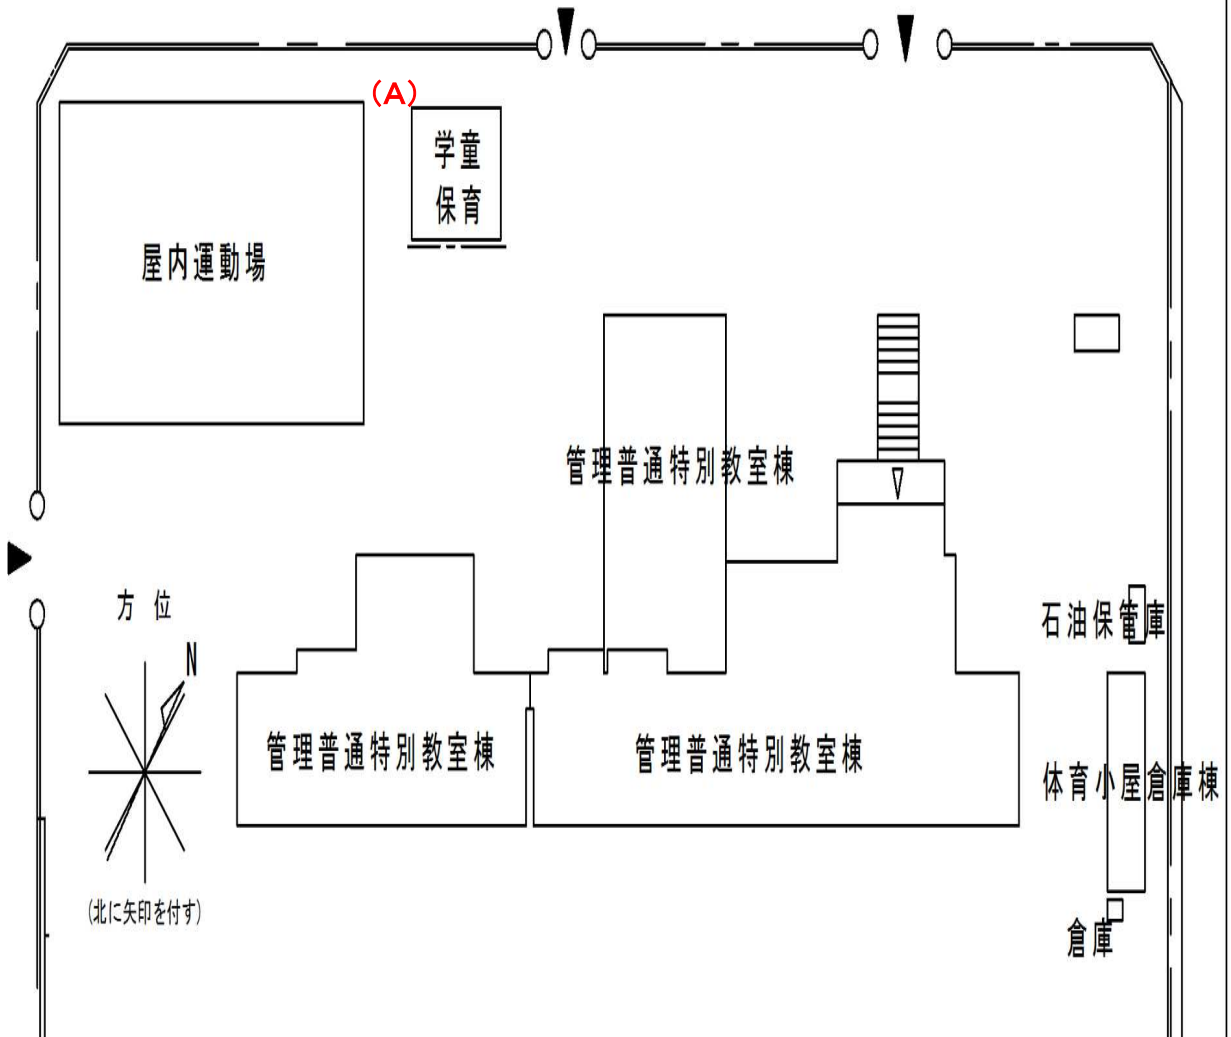 (A)
学童
保育
屋内運動場
管理普通特別教室棟
方位
N
石油保管庫
管理普通特別教室棟
管理普通特別教室棟
体育小屋倉庫棟
(北に矢印を付す)
倉庫